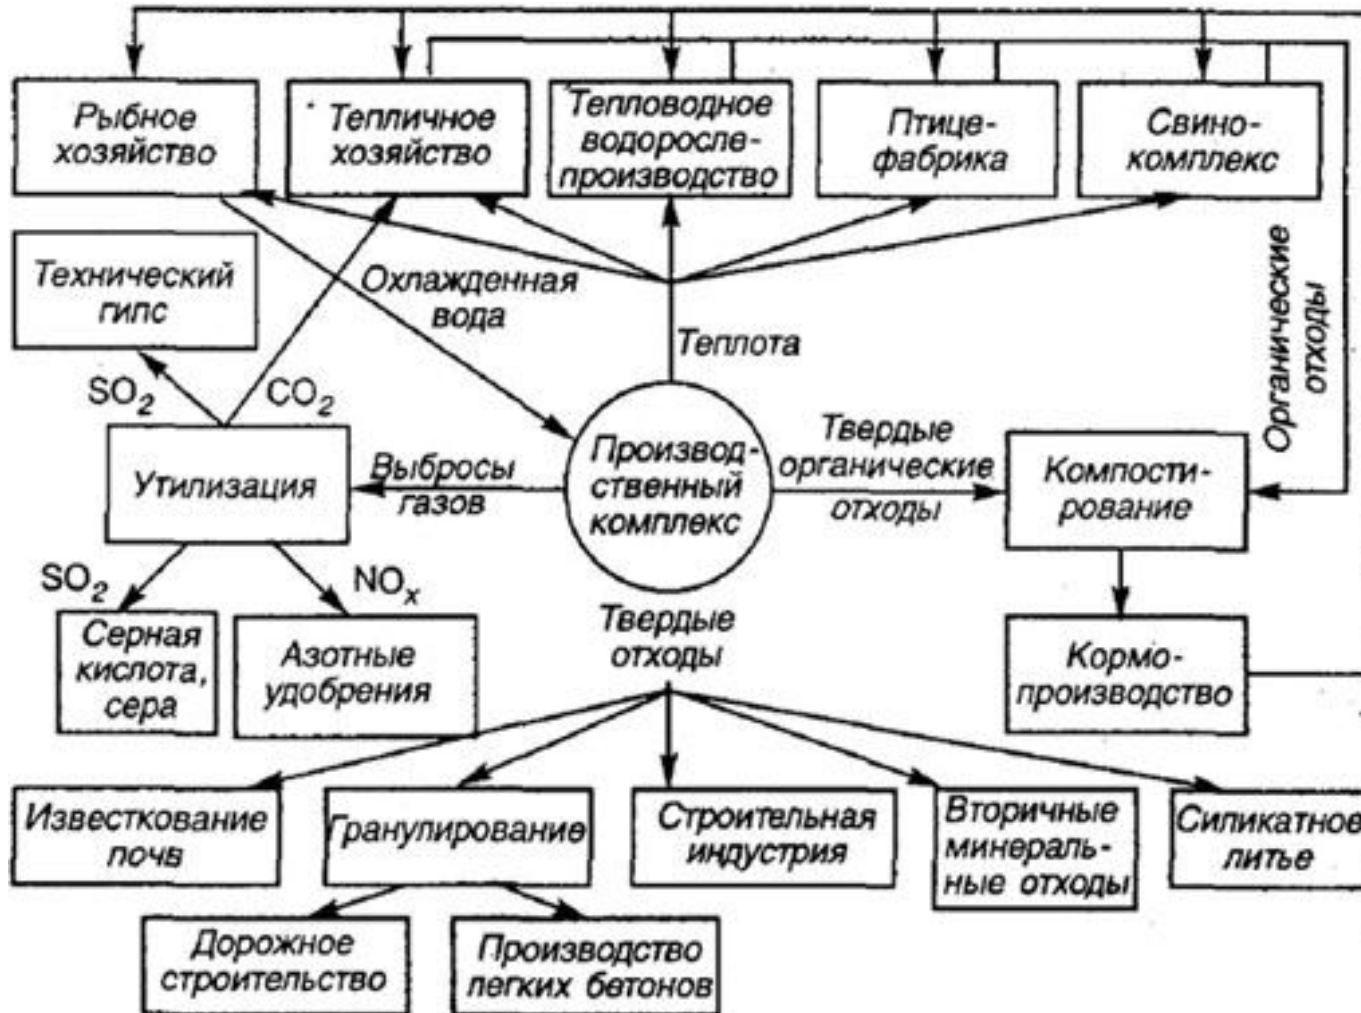 Рыбное
хозяйство
Тепличное
хозяйство
Тепловодное
водоросле-
производство
Птице-
фабрика
Свино-
комплекс
Технический
гипс
Охлажденная
вода
Теплота
Органические
отходы
SO2
CO2
Утилизация
Выбросы
газов
Производ-
ственный
комплекс
Твердые
органические
отходы
Компости-
рование
SO2
NOx
Серная
кислота,
сера
Азотные
удобрения
Твердые
отходы
Кормо-
производство
Известкование
почв
Гранулирование
Строительная
индустрия
Вторичные
минераль-
ные отходы
Силикатное
литье
Дорожное
строительство
Производство
легких бетонов